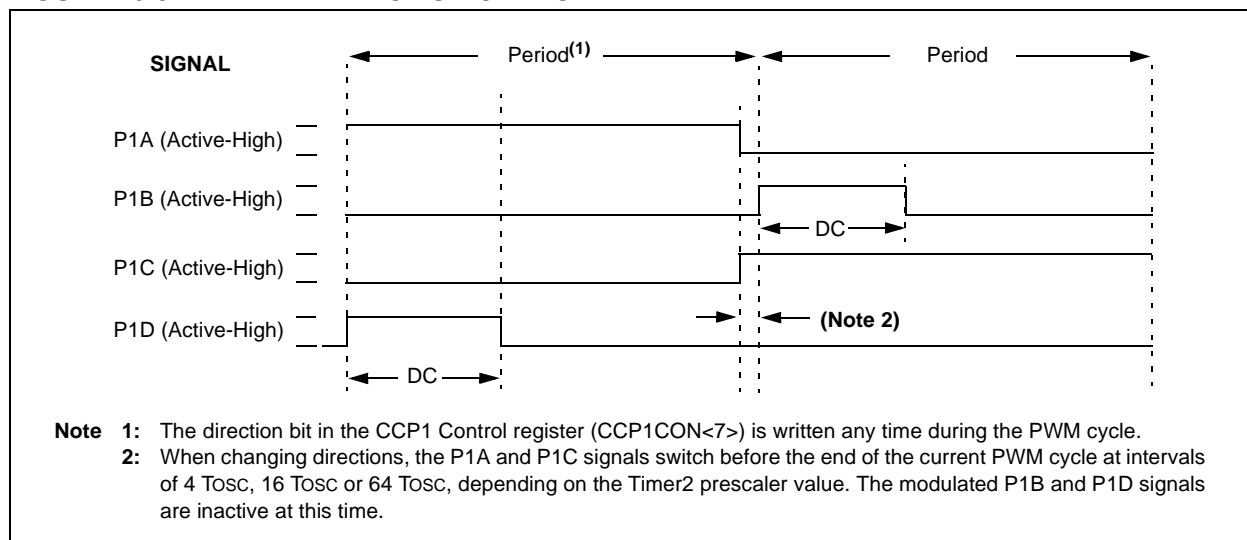 SIGNAL
Period(1)
Period
P1A (Active-High)
P1B (Active-High)
DC
P1C (Active-High)
P1D (Active-High)
(Note 2)
DC
Note 1: The direction bit in the CCP1 Control register (CCP1CON<7>) is written any time during the PWM cycle.
2: When changing directions, the P1A and P1C signals switch before the end of the current PWM cycle at intervals
of 4 TOSC, 16 TOSC or 64 TOSC, depending on the Timer2 prescaler value. The modulated P1B and P1D signals
are inactive at this time.